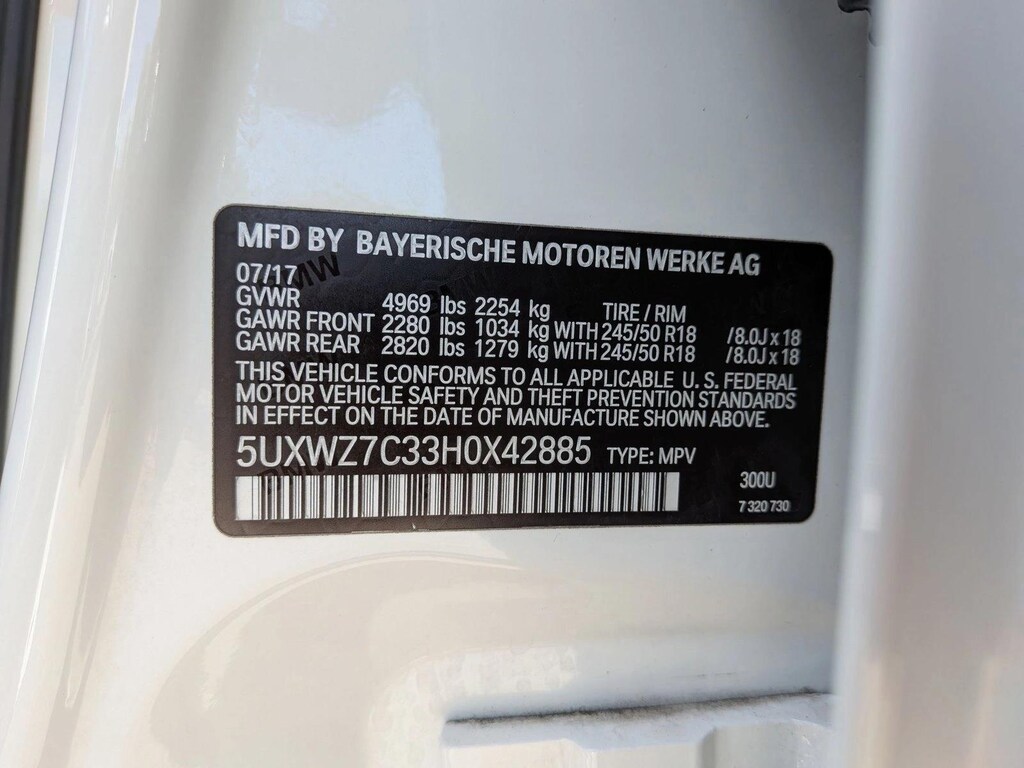 MFD BY BAYERISCHE MOTOREN WERKE AG
07/17
GVWR 4969 lbs 2254 kg TIRE / RIM
GAWR FRONT 2280 lbs 1034 kg WITH 245/50 R18 /8.0J x 18
GAWR REAR 2820 lbs 1279 kg WITH 245/50 R18 /8.0J x 18
THIS VEHICLE CONFORMS TO ALL APPLICABLE U. S. FEDERAL
MOTOR VEHICLE SAFETY AND THEFT PREVENTION STANDARDS
IN EFFECT ON THE DATE OF MANUFACTURE SHOWN ABOVE.
5UXWZ7C33H0X42885 TYPE: MPV
300U
7 320 730